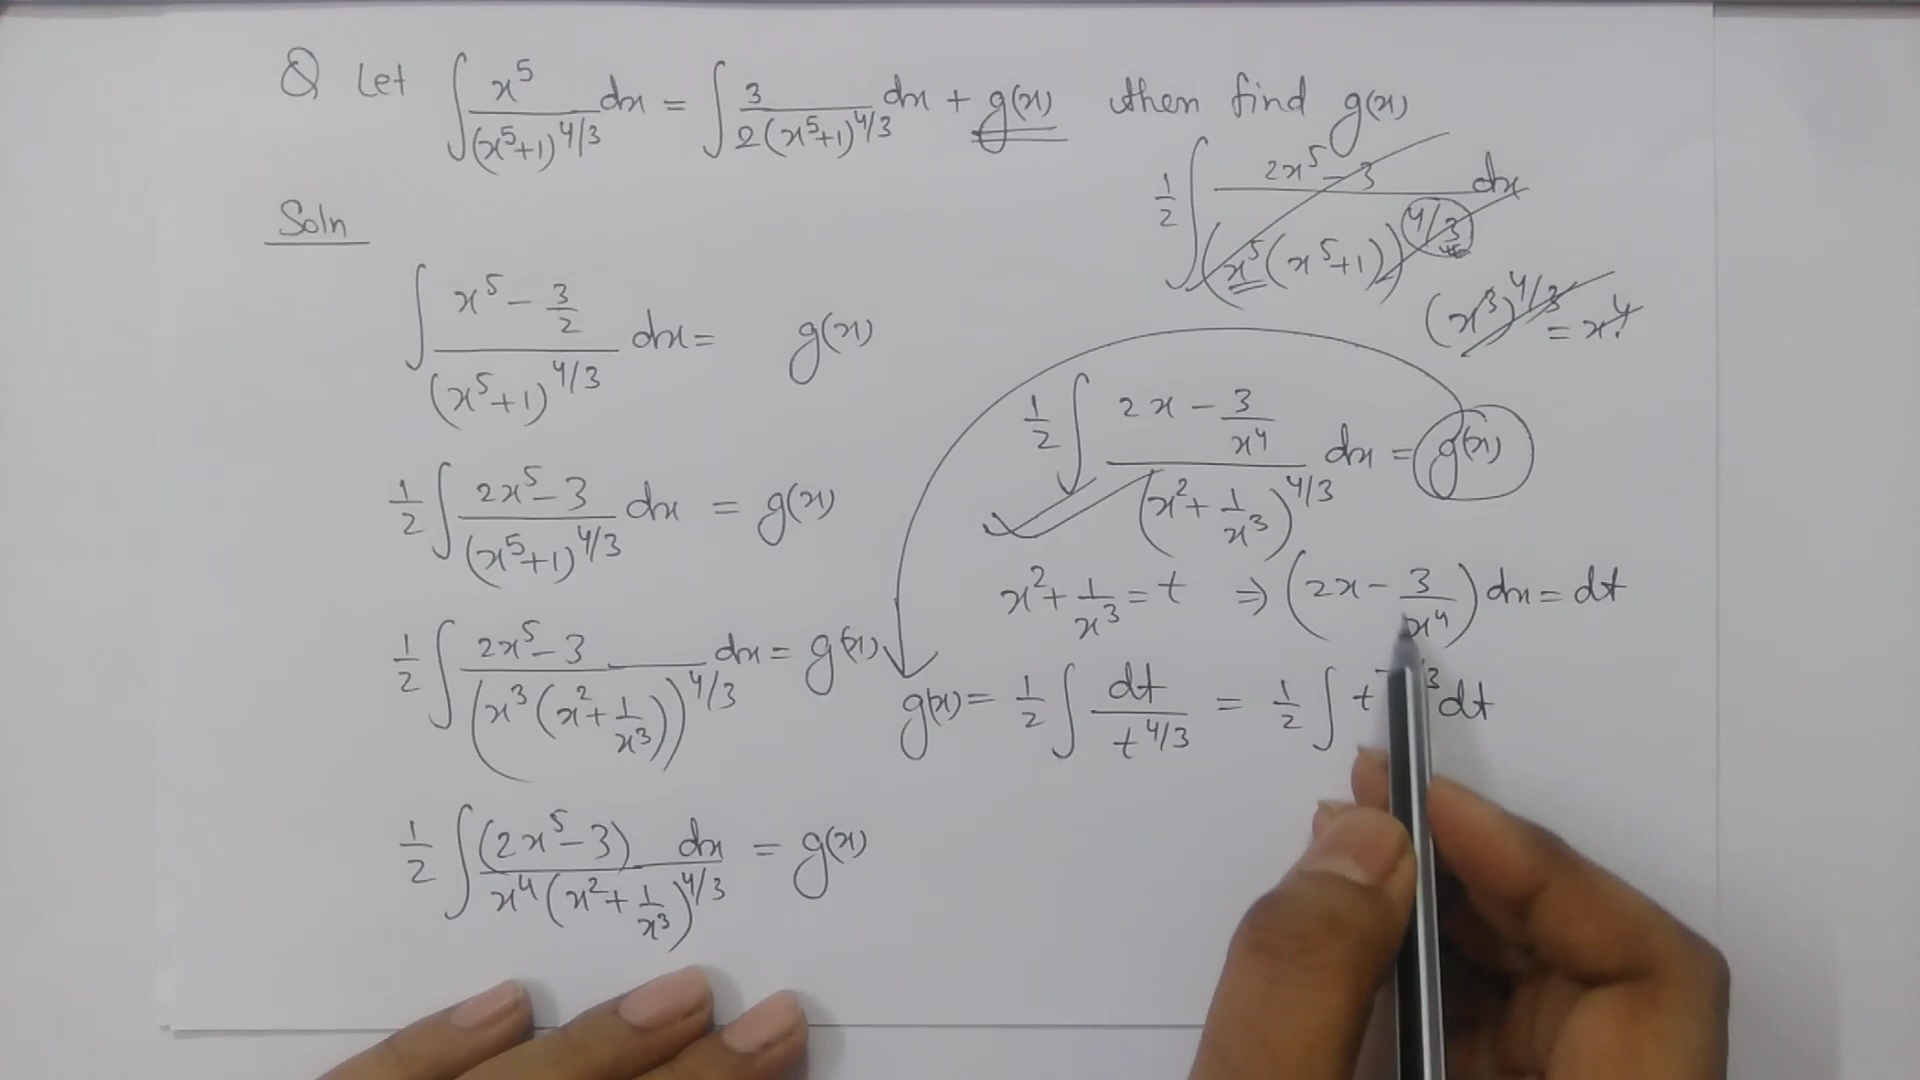 Q Let ∫ x⁵/(x⁵+1)^4/3 dx = ∫ 3/2(x⁵+1)^4/3 dx + g(x) then find g(x)
Soln
∫ (x⁵ - 3/2)/(x⁵+1)^4/3 dx = g(x)
1/2 ∫ (2x⁵-3)/(x⁵+1)^4/3 dx = g(x)
1/2 ∫ (2x⁵-3)/(x³(x²+1/x³))^4/3 dx = g(x)
1/2 ∫ (2x⁵-3) dx/x⁴(x²+1/x³)^4/3 = g(x)
1/2 ∫ (2x⁵-3)/(x⁵(x⁵+1))^4/3 dx
(x³)^4/3 = x⁴
1/2 ∫ (2x - 3/x⁴)/(x²+1/x³)^4/3 dx = g(x)
x²+1/x³ = t ⇒ (2x - 3/x⁴) dx = dt
g(x) = 1/2 ∫ dt/t^4/3 = 1/2 ∫ t dt